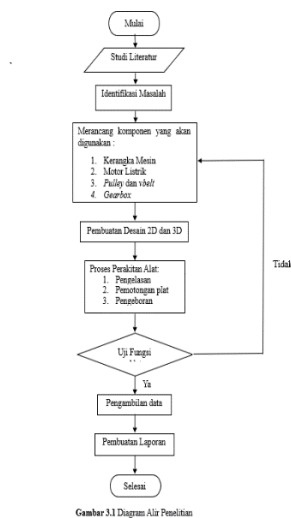 Mulai
Studi Literatur
Identifikasi Masalah
Merancang komponen yang akan
digunakan :
1. Kerangka Mesin
2. Motor Listrik
3. Pulley dan vbelt
4. Gearbox
Pembuatan Desain 2D dan 3D
Proses Perakitan Alat:
1. Pengelasan
2. Pemotongan plat
3. Pengeboran
Tidak
Uji Fungsi
Ya
Pengambilan data
Pembuatan Laporan
Selesai
Gambar 3.1 Diagram Alir Penelitian